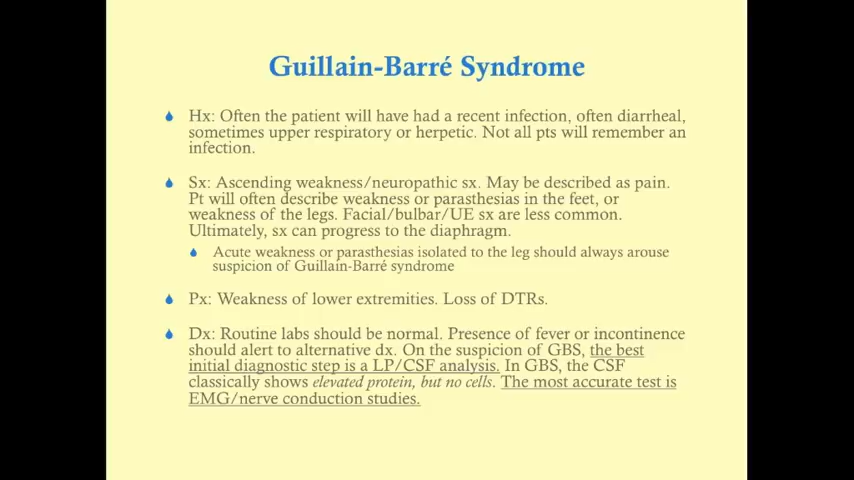 Guillain-Barré Syndrome
Hx: Often the patient will have had a recent infection, often diarrheal,
sometimes upper respiratory or herpetic. Not all pts will remember an
infection.
Sx: Ascending weakness/neuropathic sx. May be described as pain.
Pt will often describe weakness or parasthesias in the feet, or
weakness of the legs. Facial/bulbar/UE sx are less common.
Ultimately, sx can progress to the diaphragm.
Acute weakness or parasthesias isolated to the leg should always arouse
suspicion of Guillain-Barré syndrome
Px: Weakness of lower extremities. Loss of DTRs.
Dx: Routine labs should be normal. Presence of fever or incontinence
should alert to alternative dx. On the suspicion of GBS, the best
initial diagnostic step is a LP/CSF analysis. In GBS, the CSF
classically shows elevated protein, but no cells. The most accurate test is
EMG/nerve conduction studies.